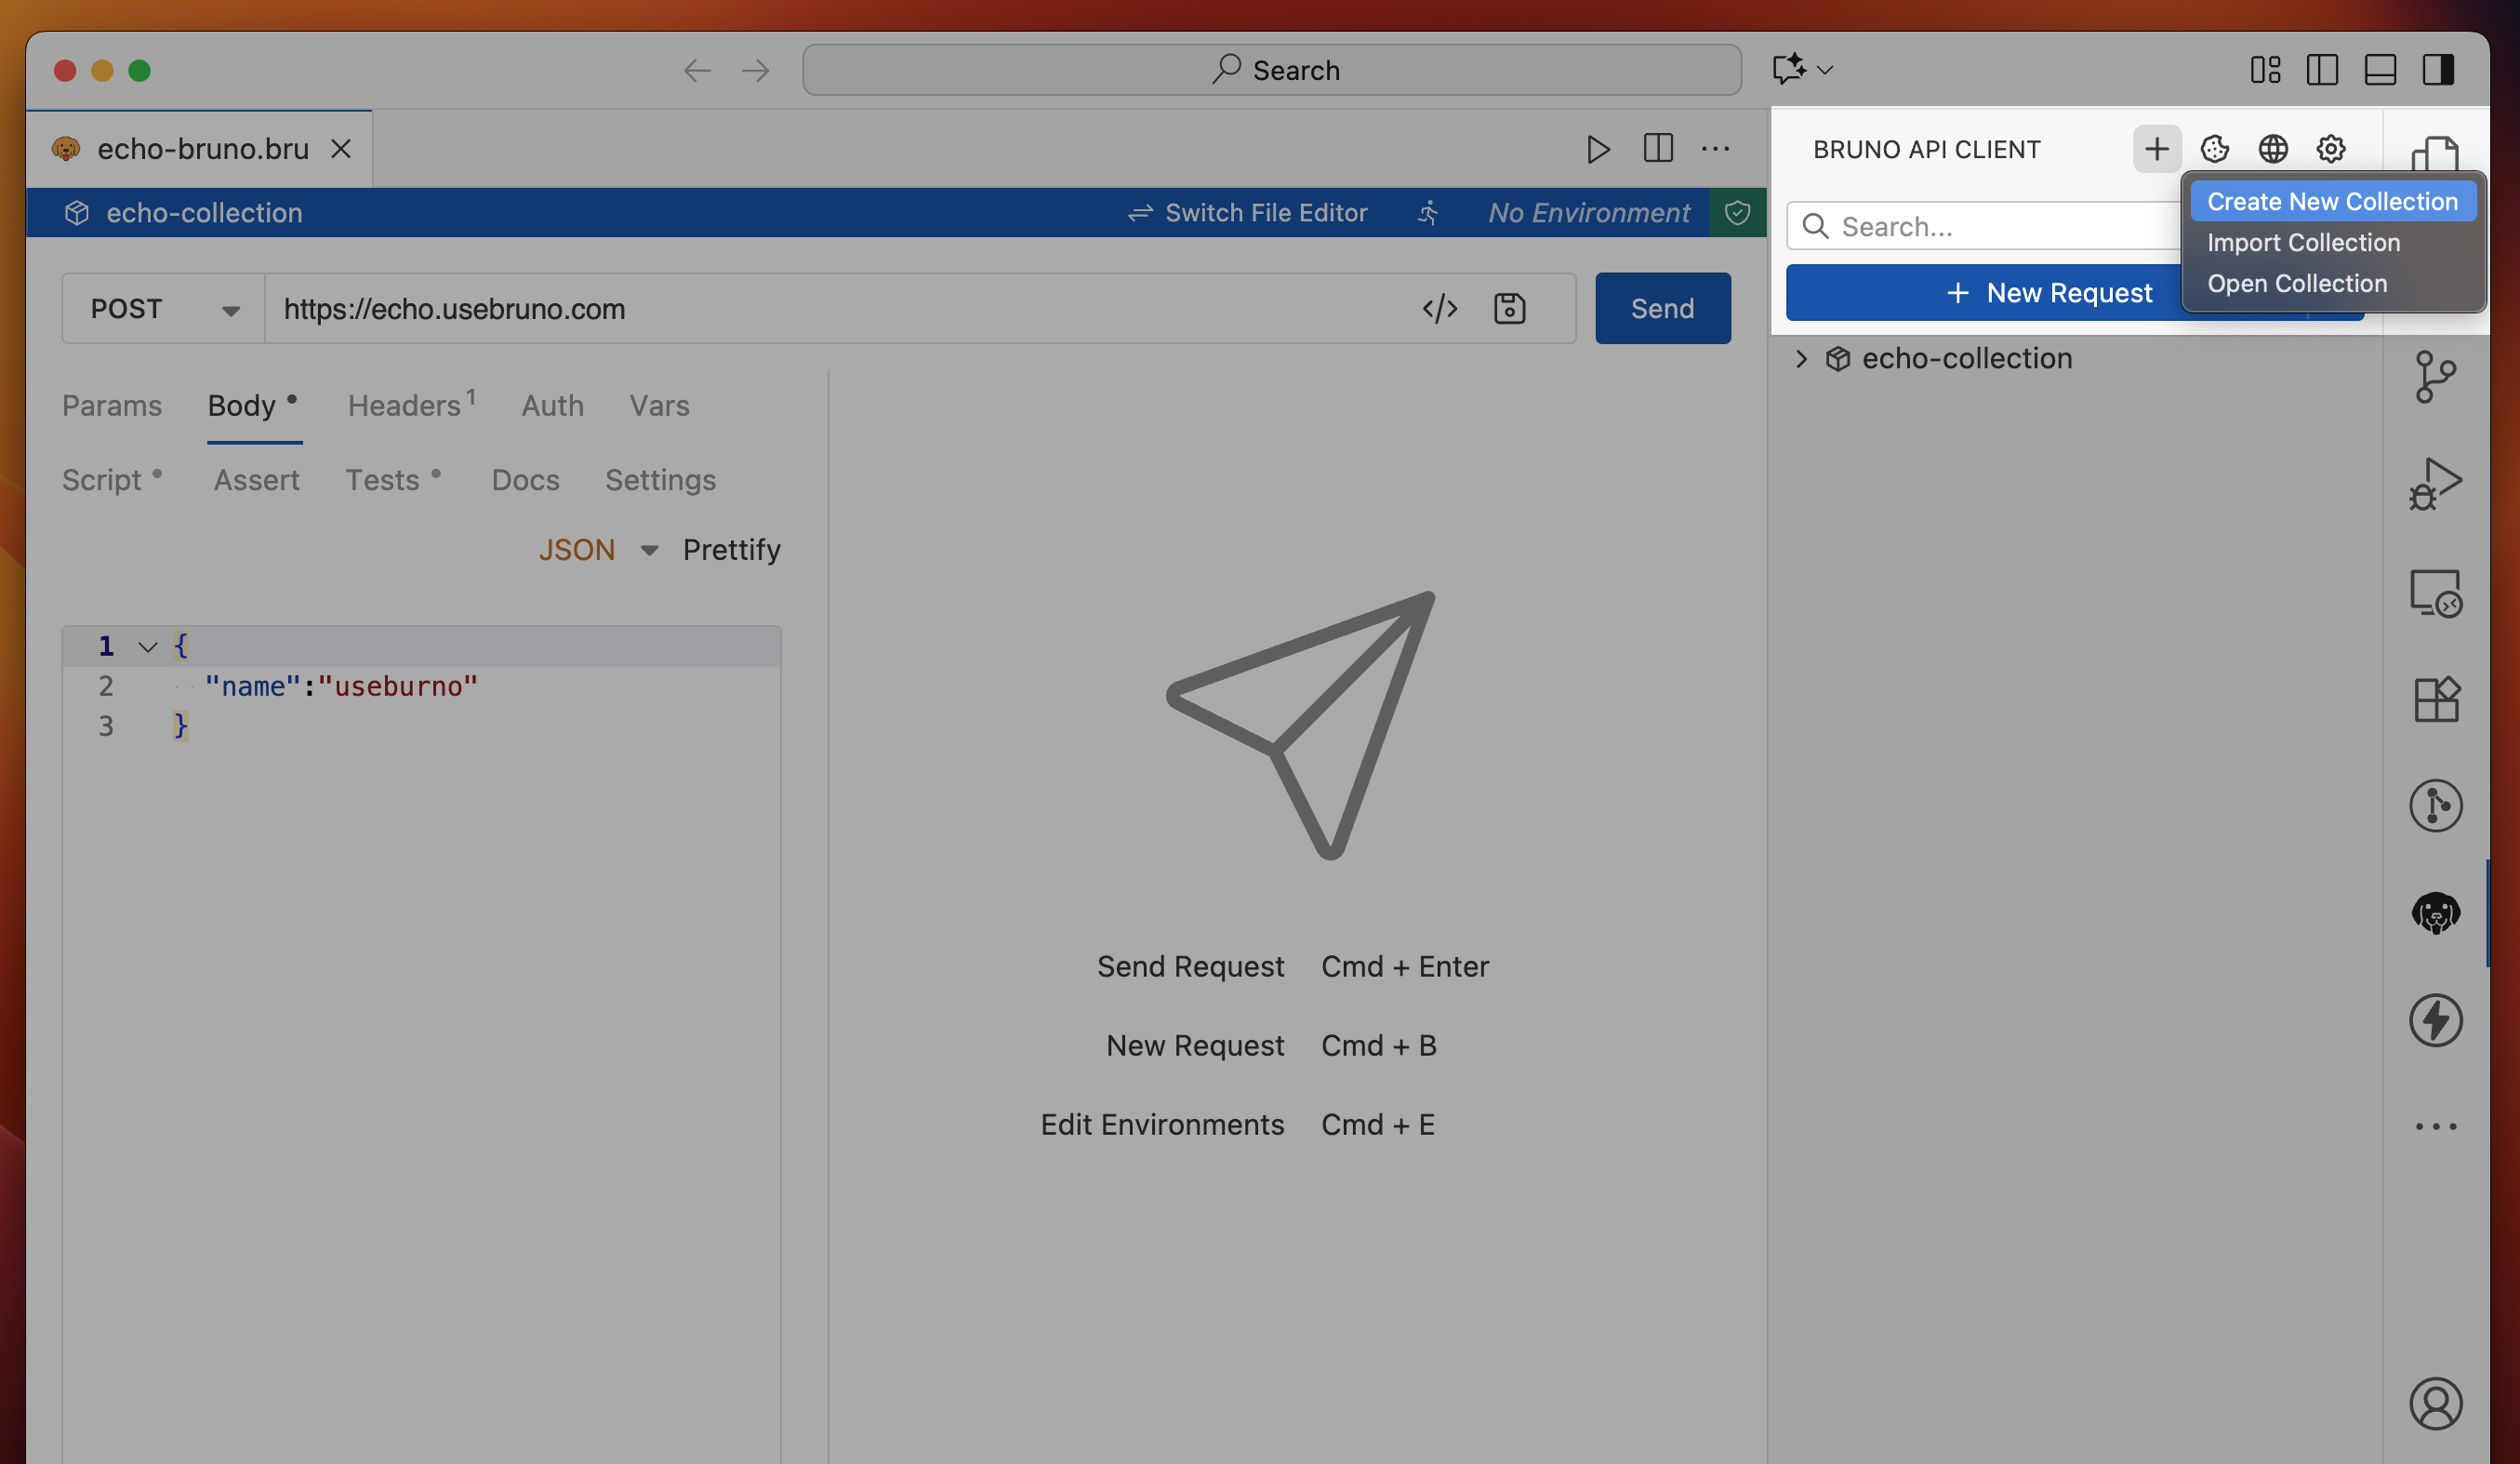 Search
echo-bruno.bru
BRUNO API CLIENT
echo-collection
Switch File Editor
No Environment
Search...
Create New Collection
Import Collection
Open Collection
+ New Request
POST
https://echo.usebruno.com
</>
Send
echo-collection
Params
Body
Headers 1
Auth
Vars
Script
Assert
Tests
Docs
Settings
JSON
Prettify
1 {
2 "name":"useburno"
3 }
Send Request Cmd + Enter
New Request Cmd + B
Edit Environments Cmd + E